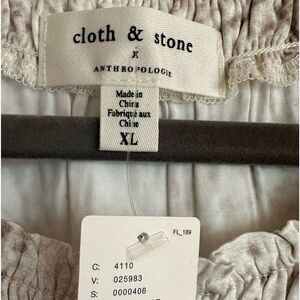 cloth & stone
X
ANTHROPOLOGIE
Made in
China
Fabriqué aux
Chine
XL
FL_189
C: 4110
V: 025983
S: 0000406